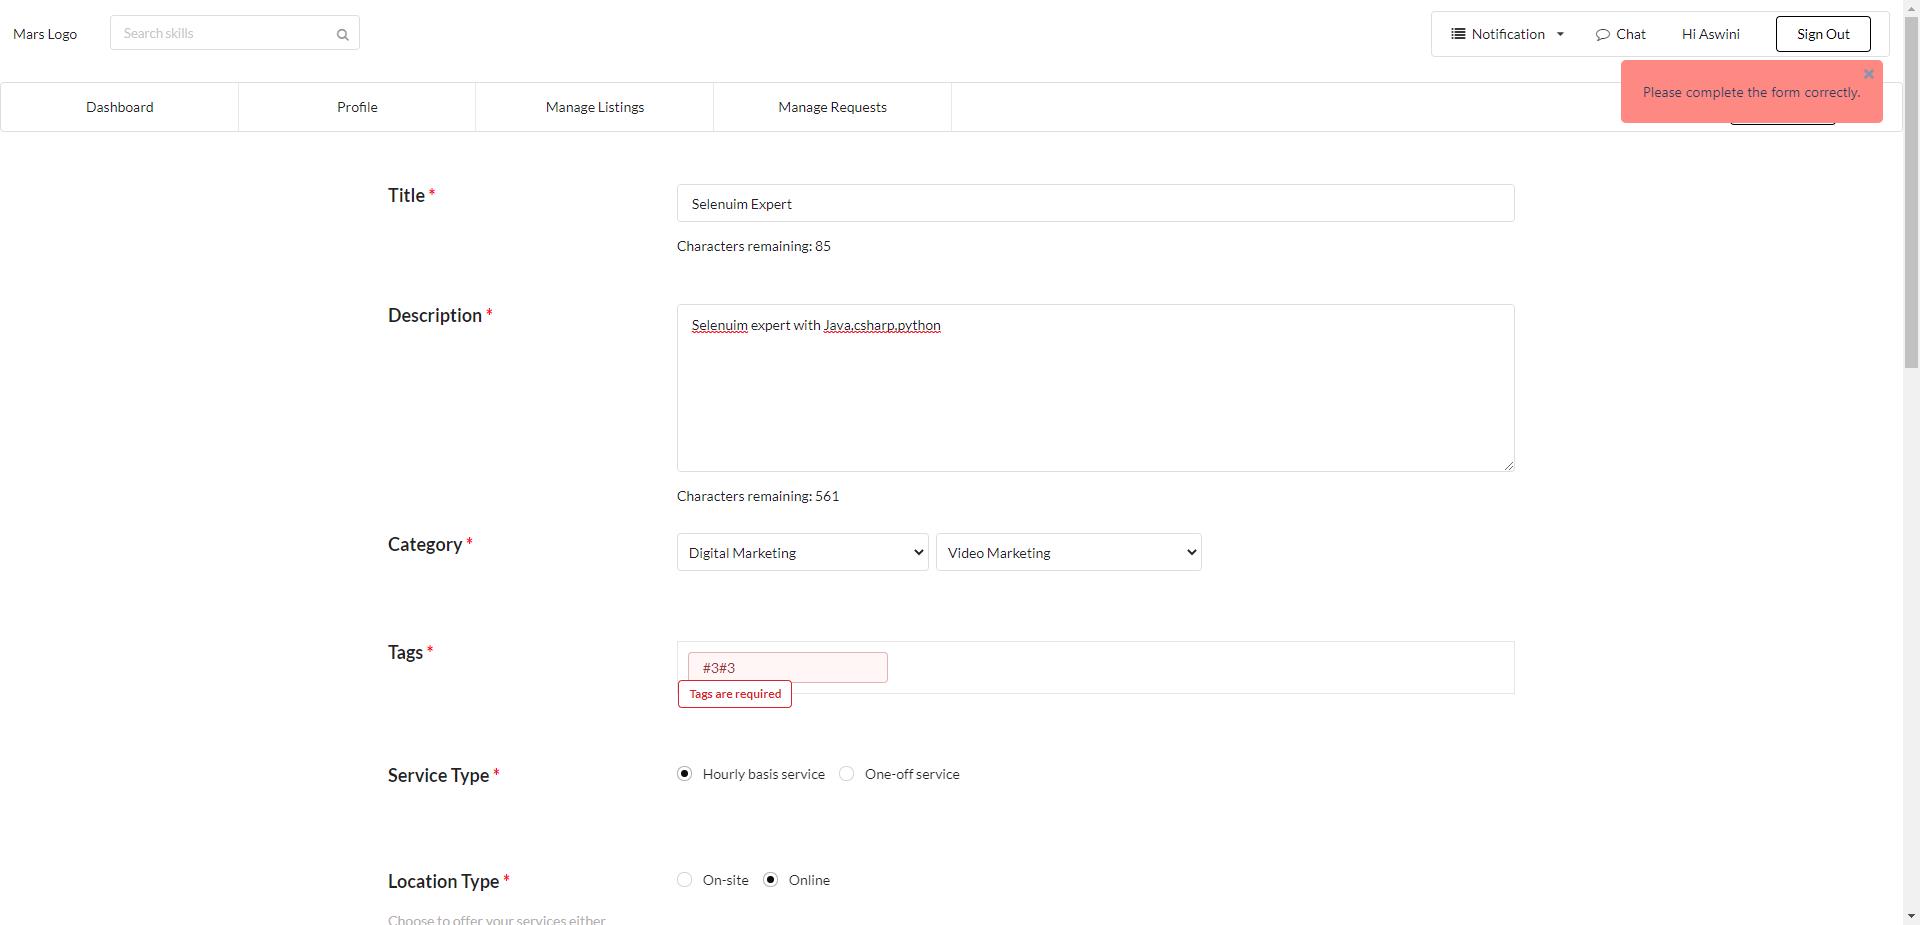 Mars Logo
Search skills
Notification
Chat
Hi Aswini
Sign Out
Please complete the form correctly.
Dashboard
Profile
Manage Listings
Manage Requests
Title *
Selenuim Expert
Characters remaining: 85
Description *
Selenuim expert with Java,csharp,python
Characters remaining: 561
Category *
Digital Marketing
Video Marketing
Tags *
#3#3
Tags are required
Service Type *
Hourly basis service
One-off service
Location Type *
On-site
Online
Choose to offer your services either